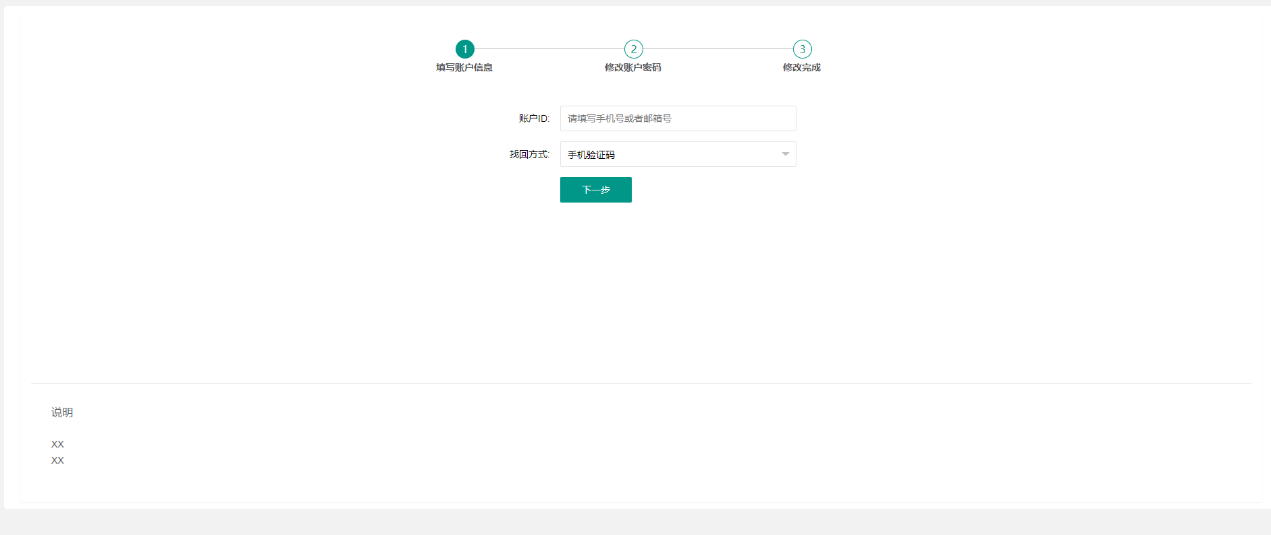 1 2 3
填写账户信息 修改账户密码 修改完成
账户ID: 请填写手机号或者邮箱号
找回方式: 手机验证码
下一步
说明
XX
XX